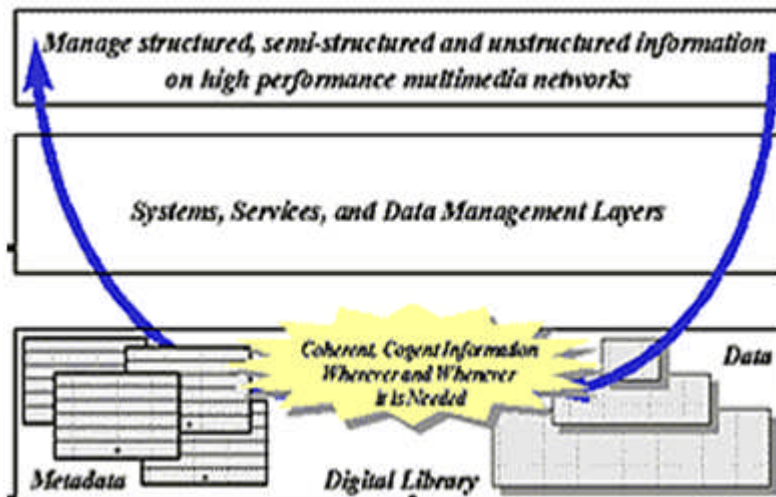 Manage structured, semi-structured and unstructured information
on high performance multimedia networks
Systems, Services, and Data Management Layers
Coherent, Cogent Information
Wherever and Whenever
it is Needed
Data
Metadata
Digital Library